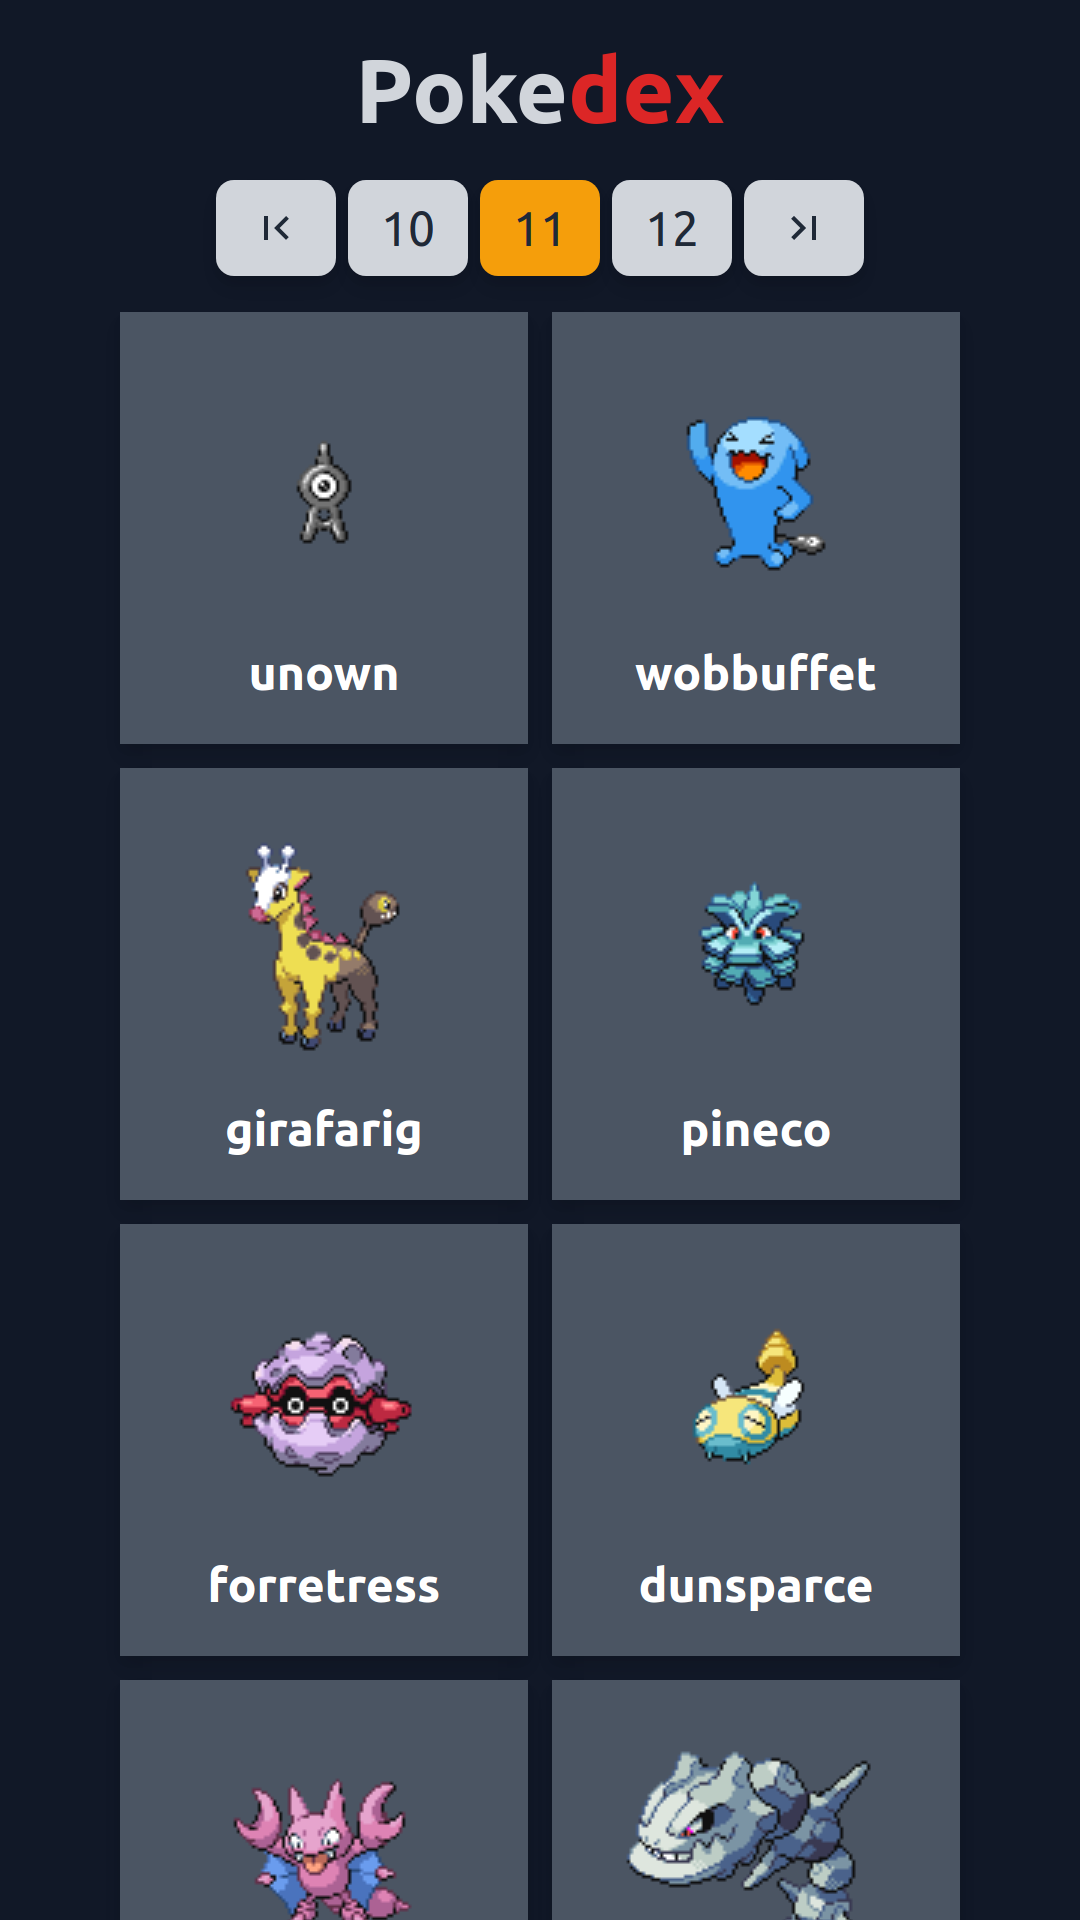 Pokedex
10 11 12
unown wobbuffet
girafarig pineco
forretress dunsparce